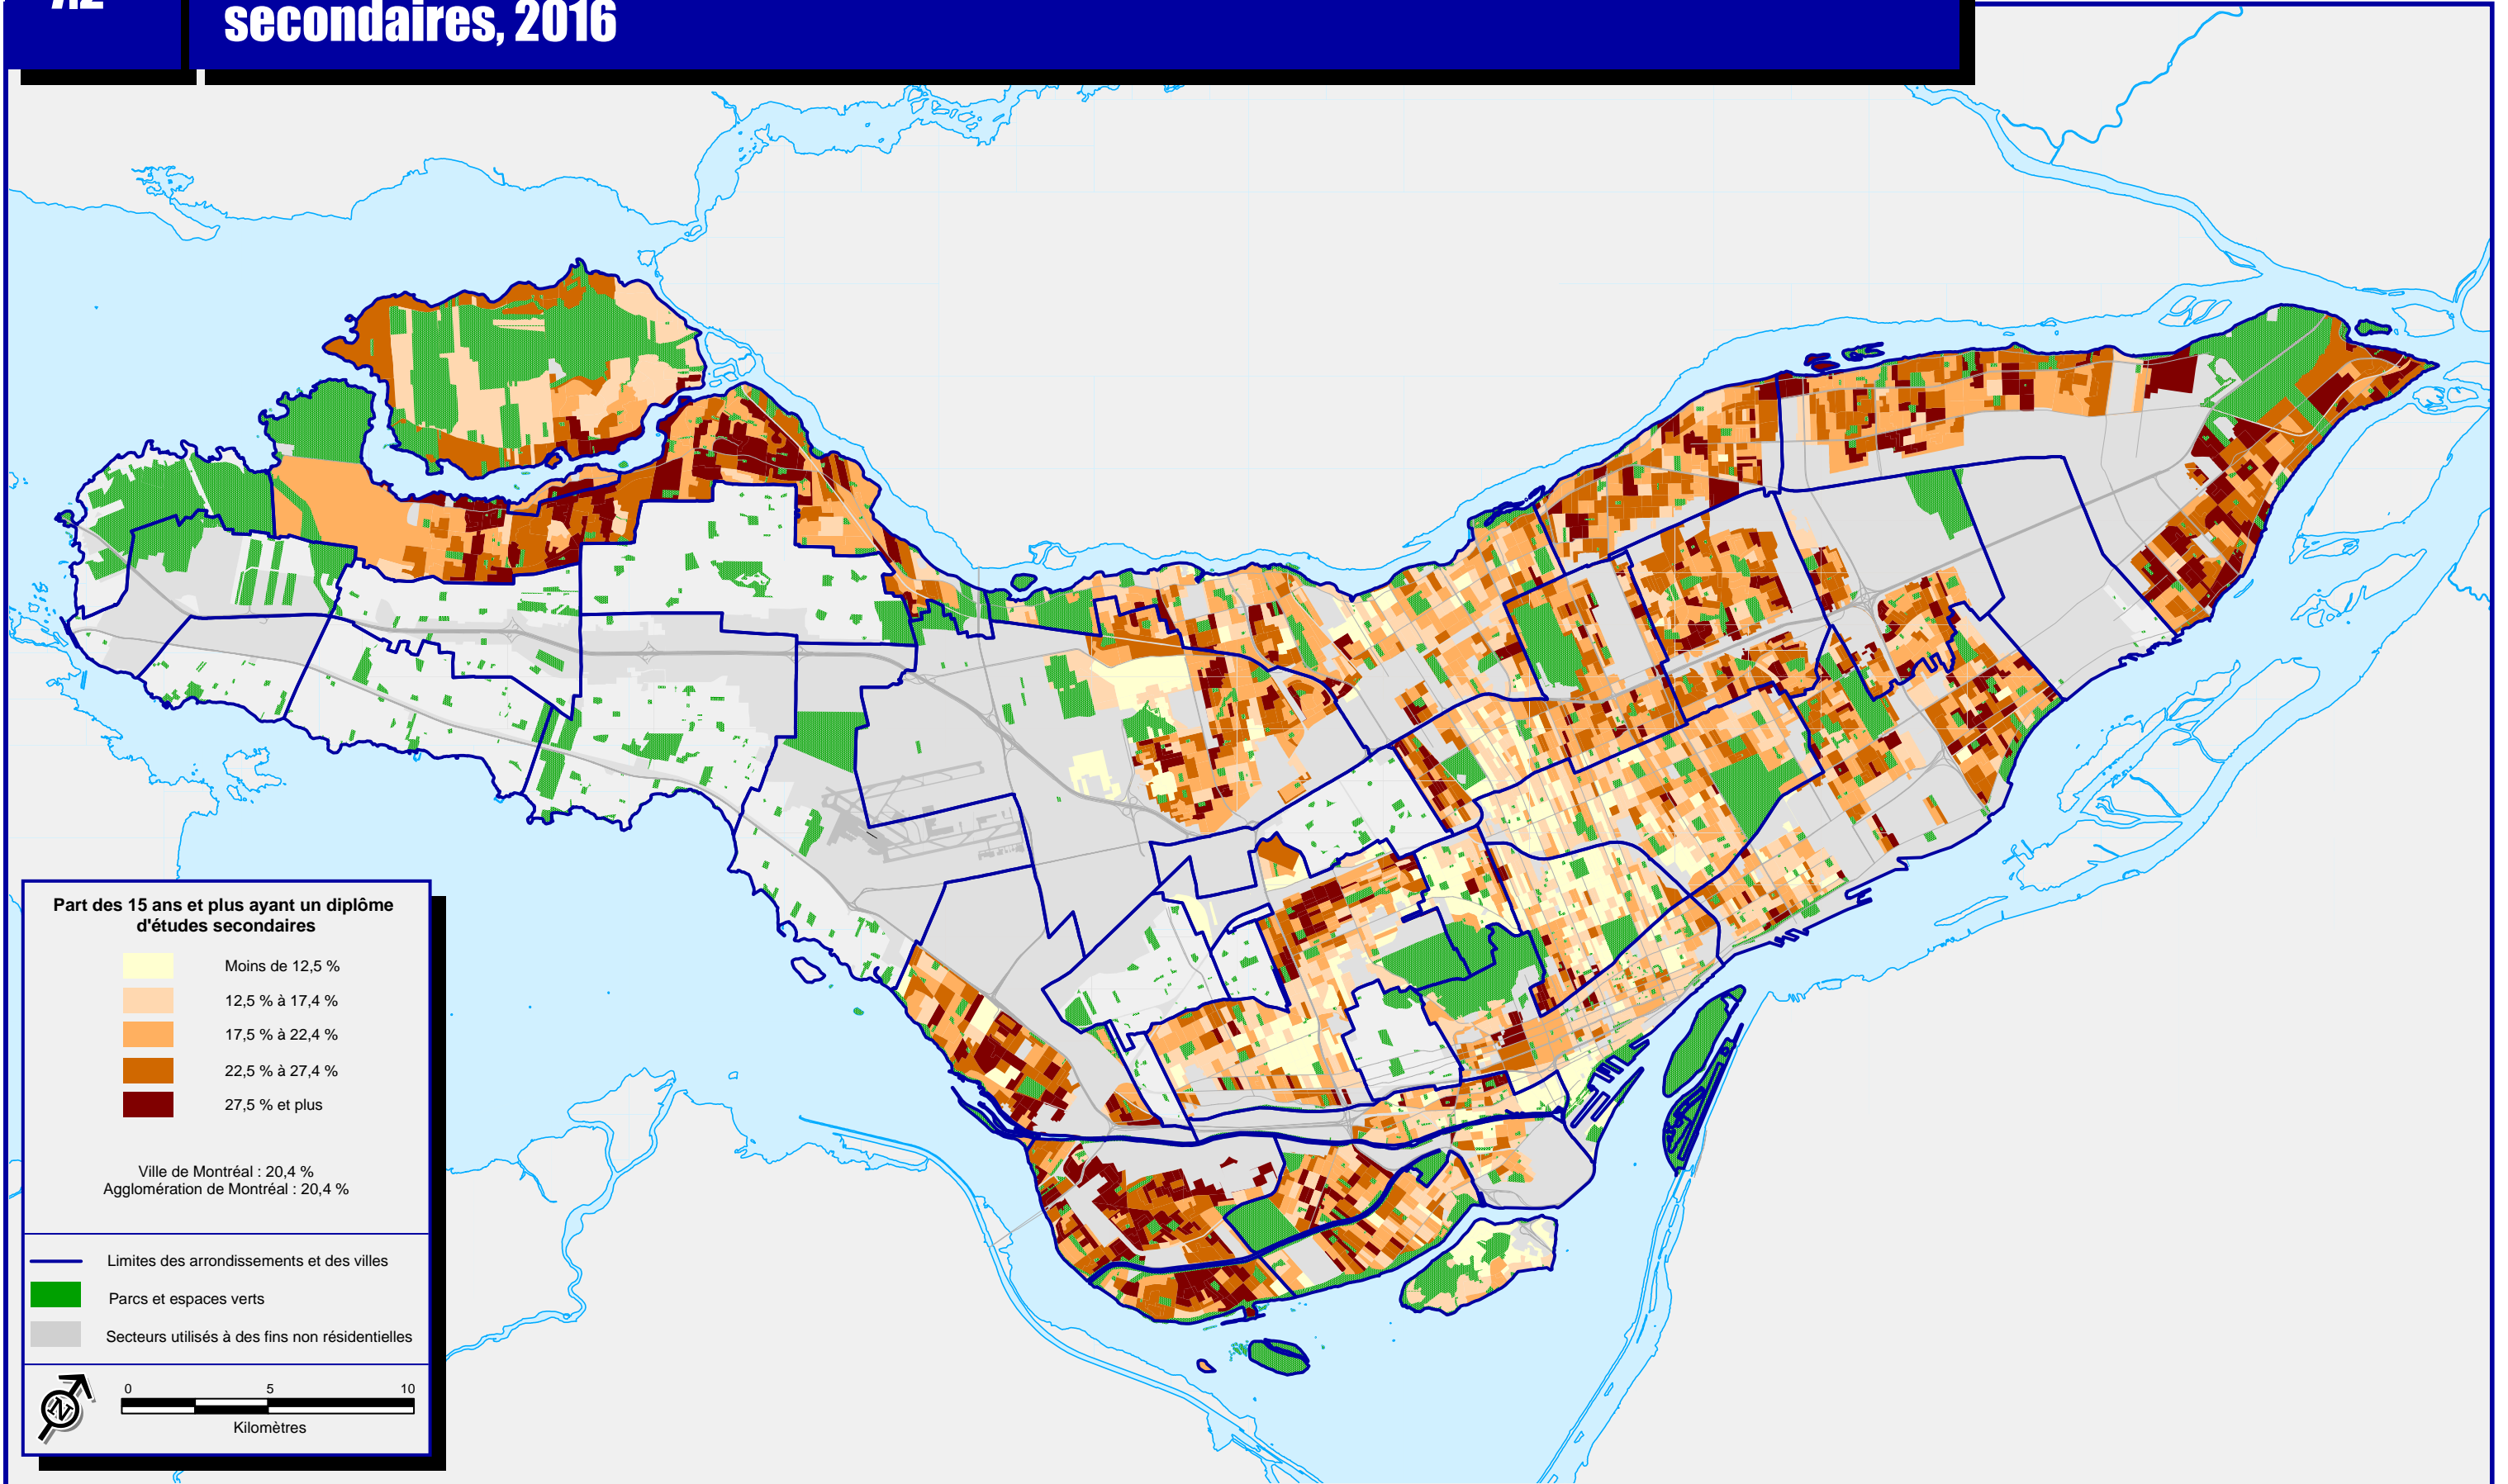 secondaires, 2016
Part des 15 ans et plus ayant un diplôme
d'études secondaires
Moins de 12,5 %
12,5 % à 17,4 %
17,5 % à 22,4 %
22,5 % à 27,4 %
27,5 % et plus
Ville de Montréal : 20,4 %
Agglomération de Montréal : 20,4 %
Limites des arrondissements et des villes
Parcs et espaces verts
Secteurs utilisés à des fins non résidentielles
N
0 5 10
Kilomètres